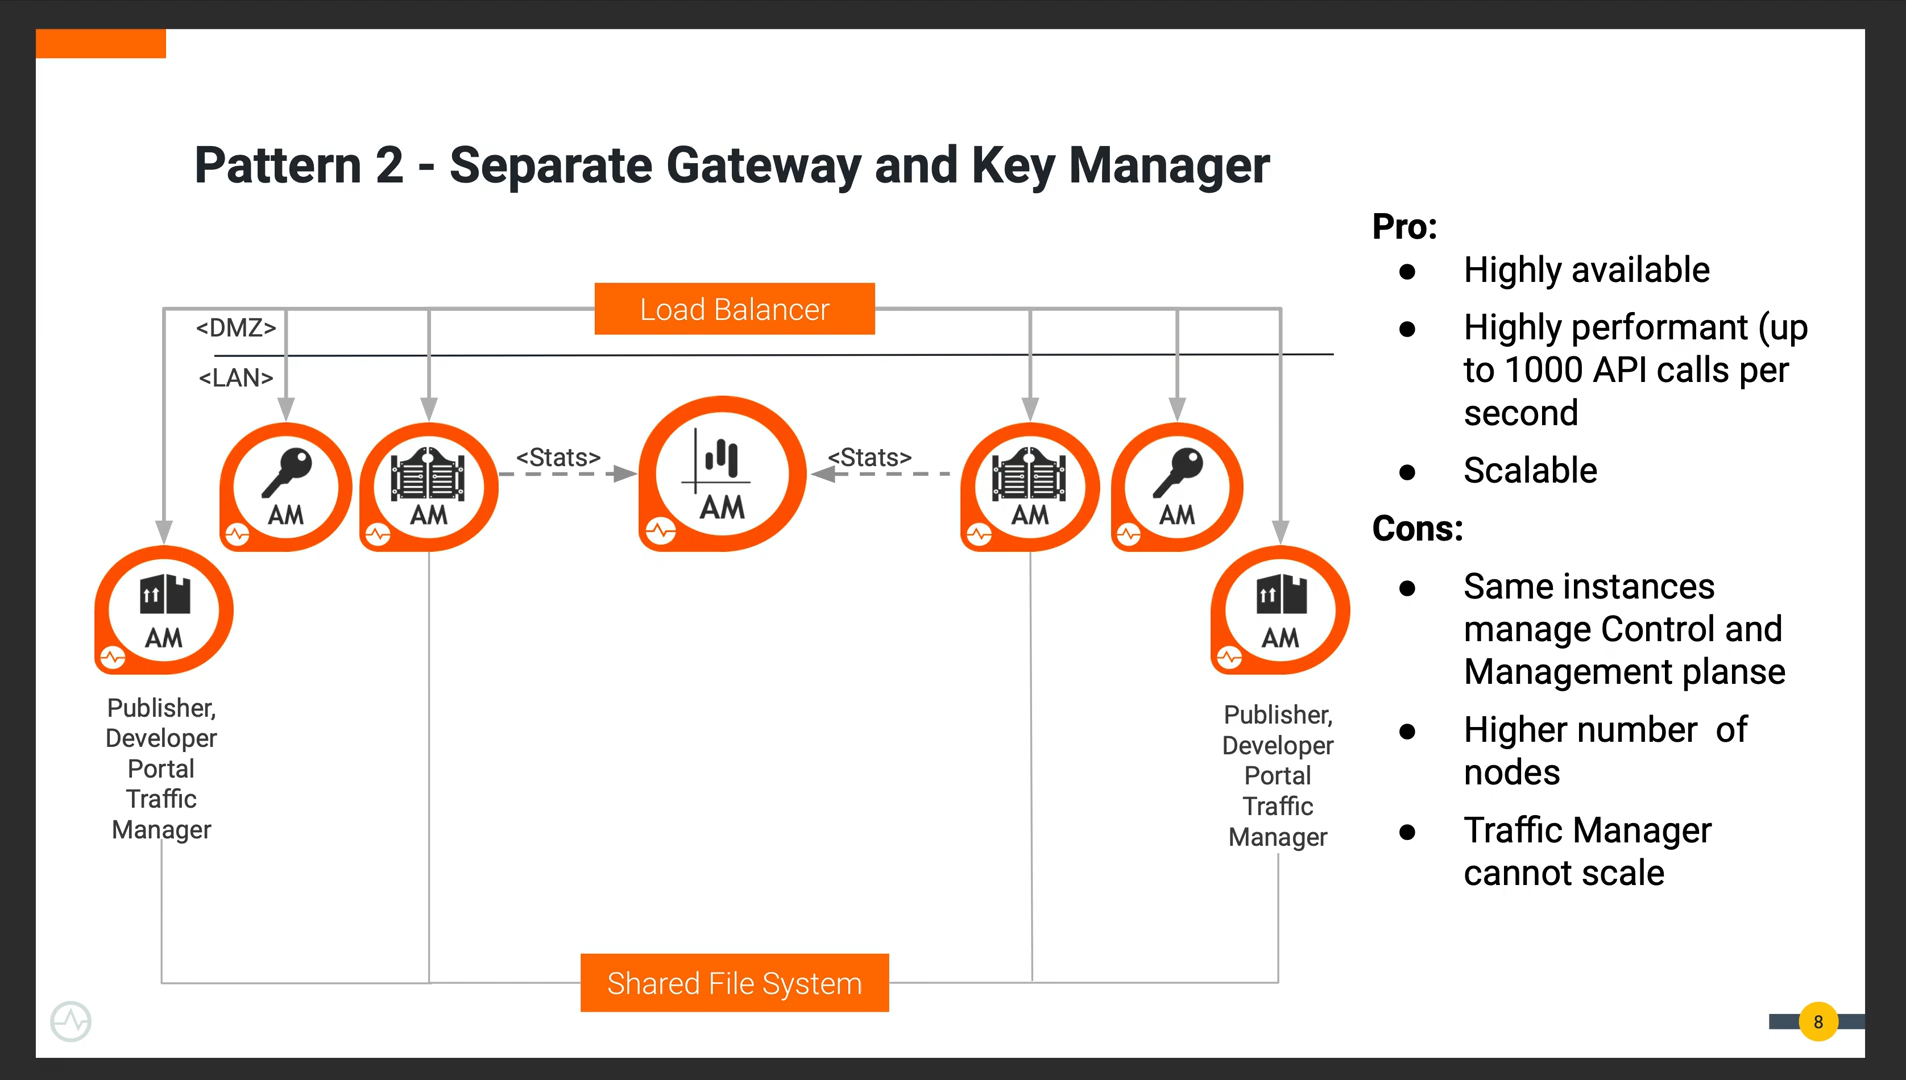 Pattern 2 - Separate Gateway and Key Manager
Load Balancer
<DMZ>
<LAN>
AM
AM
<Stats>
AM
<Stats>
AM
AM
AM
Publisher,
Developer
Portal
Traffic
Manager
AM
Publisher,
Developer
Portal
Traffic
Manager
Shared File System
Pro:
● Highly available
● Highly performant (up
to 1000 API calls per
second
● Scalable
Cons:
● Same instances
manage Control and
Management planse
● Higher number  of
nodes
● Traffic Manager
cannot scale
8